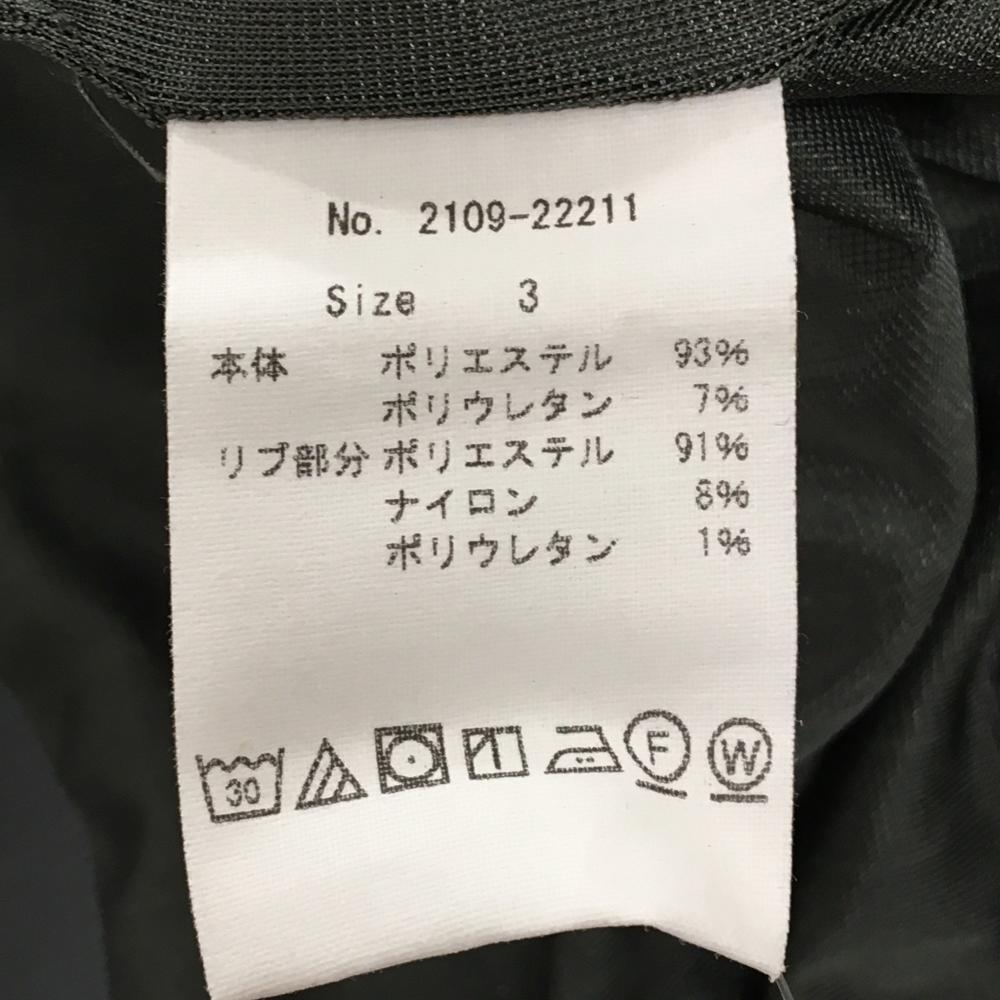 No. 2109-22211
Size 3
本体 ポリエステル 93%
ポリウレタン 7%
リブ部分 ポリエステル 91%
ナイロン 8%
ポリウレタン 1%
30 F W